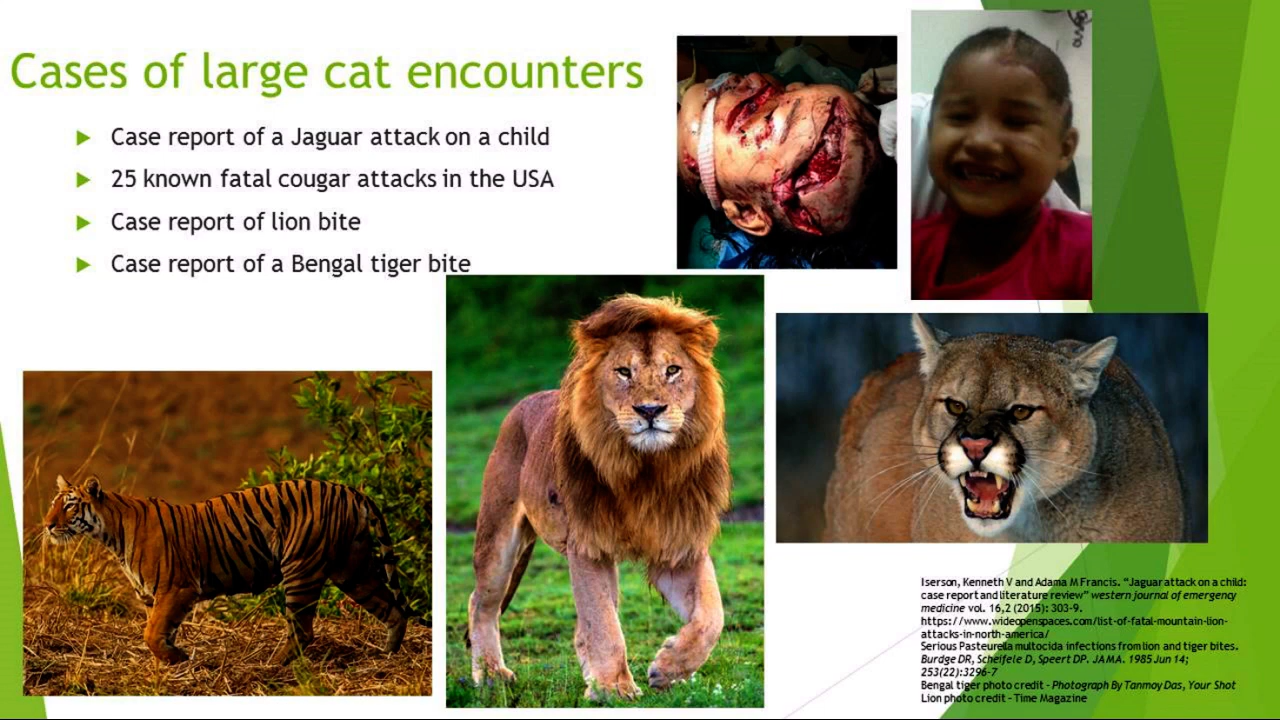 Cases of large cat encounters
Case report of a Jaguar attack on a child
25 known fatal cougar attacks in the USA
Case report of lion bite
Case report of a Bengal tiger bite
Iserson, Kenneth V and Adama M Francis. "Jaguar attack on a child:
case report and literature review" western journal of emergency
medicine vol. 16,2 (2015): 303-9.
https://www.wideopenspaces.com/list-of-fatal-mountain-lion-
attacks-in-north-america/
Serious Pasteurella multocida infections from lion and tiger bites.
Burdge DR, Scheifele D, Speert DP. JAMA. 1985 Jun 14;
253(22):3296-7
Bengal tiger photo credit - Photograph By Tanmoy Das, Your Shot
Lion photo credit - Time Magazine